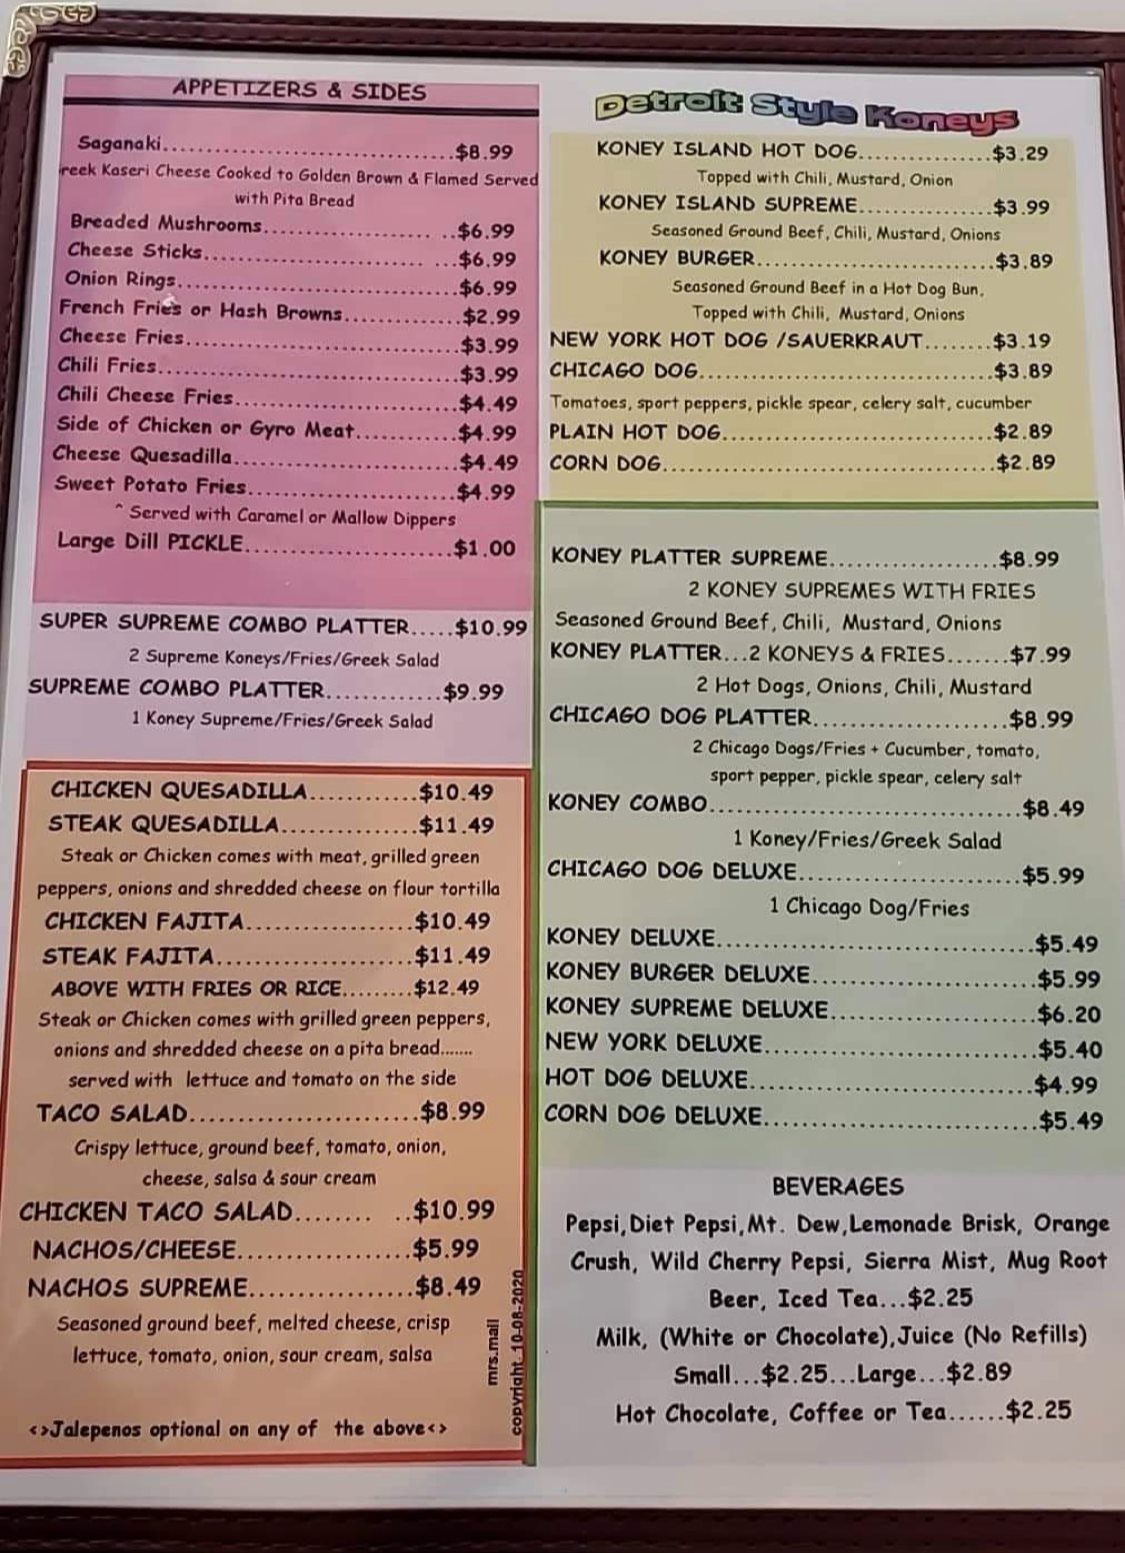 APPETIZERS & SIDES
Saganaki..............................$8.99
reek Kaseri Cheese Cooked to Golden Brown & Flamed Served
with Pita Bread
Breaded Mushrooms.................... ..$6.99
Cheese Sticks.......................... ...$6.99
Onion Rings..............................$6.99
French Fries or Hash Browns.............$2.99
Cheese Fries.............................$3.99
Chili Fries................................$3.99
Chili Cheese Fries........................$4.49
Side of Chicken or Gyro Meat...........$4.99
Cheese Quesadilla........................$4.49
Sweet Potato Fries......................$4.99
^ Served with Caramel or Mallow Dippers
Large Dill PICKLE......................$1.00
SUPER SUPREME COMBO PLATTER.....$10.99
2 Supreme Koneys/Fries/Greek Salad
SUPREME COMBO PLATTER............$9.99
1 Koney Supreme/Fries/Greek Salad
CHICKEN QUESADILLA............$10.49
STEAK QUESADILLA...............$11.49
Steak or Chicken comes with meat, grilled green
peppers, onions and shredded cheese on flour tortilla
CHICKEN FAJITA..................$10.49
STEAK FAJITA.....................$11.49
ABOVE WITH FRIES OR RICE.........$12.49
Steak or Chicken comes with grilled green peppers,
onions and shredded cheese on a pita bread.......
served with lettuce and tomato on the side
TACO SALAD.........................$8.99
Crispy lettuce, ground beef, tomato, onion,
cheese, salsa & sour cream
CHICKEN TACO SALAD........ ..$10.99
NACHOS/CHEESE...................$5.99
NACHOS SUPREME..................$8.49
Seasoned ground beef, melted cheese, crisp
lettuce, tomato, onion, sour cream, salsa
<>Jalepenos optional on any of the above<>
mrs.mall
copyright 10-08-2020
Detroit Style Koneys
KONEY ISLAND HOT DOG................$3.29
Topped with Chili, Mustard, Onion
KONEY ISLAND SUPREME................$3.99
Seasoned Ground Beef, Chili, Mustard, Onions
KONEY BURGER.............................$3.89
Seasoned Ground Beef in a Hot Dog Bun,
Topped with Chili, Mustard, Onions
NEW YORK HOT DOG /SAUERKRAUT........$3.19
CHICAGO DOG...................................$3.89
Tomatoes, sport peppers, pickle spear, celery salt, cucumber
PLAIN HOT DOG................................$2.89
CORN DOG.......................................$2.89
KONEY PLATTER SUPREME...................$8.99
2 KONEY SUPREMES WITH FRIES
Seasoned Ground Beef, Chili, Mustard, Onions
KONEY PLATTER...2 KONEYS & FRIES.......$7.99
2 Hot Dogs, Onions, Chili, Mustard
CHICAGO DOG PLATTER......................$8.99
2 Chicago Dogs/Fries + Cucumber, tomato,
sport pepper, pickle spear, celery salt
KONEY COMBO...................................$8.49
1 Koney/Fries/Greek Salad
CHICAGO DOG DELUXE.........................$5.99
1 Chicago Dog/Fries
KONEY DELUXE...................................$5.49
KONEY BURGER DELUXE.........................$5.99
KONEY SUPREME DELUXE.......................$6.20
NEW YORK DELUXE...............................$5.40
HOT DOG DELUXE................................$4.99
CORN DOG DELUXE...............................$5.49
BEVERAGES
Pepsi,Diet Pepsi,Mt. Dew,Lemonade Brisk, Orange
Crush, Wild Cherry Pepsi, Sierra Mist, Mug Root
Beer, Iced Tea...$2.25
Milk, (White or Chocolate),Juice (No Refills)
Small...$2.25...Large...$2.89
Hot Chocolate, Coffee or Tea......$2.25